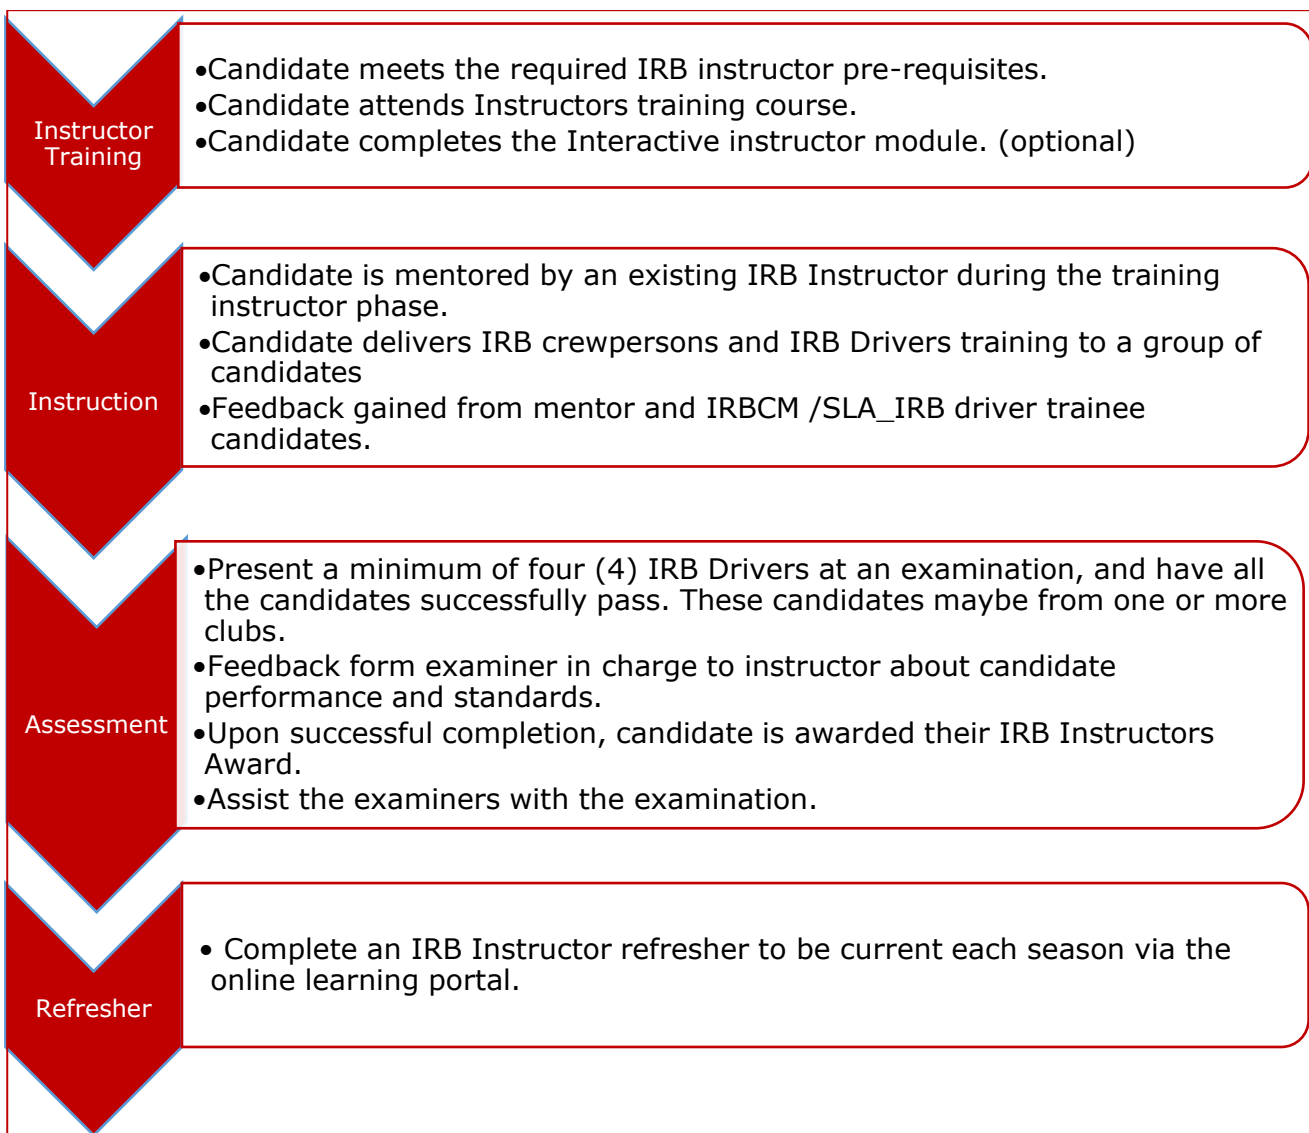 Instructor
Training
•Candidate meets the required IRB instructor pre-requisites.
•Candidate attends Instructors training course.
•Candidate completes the Interactive instructor module. (optional)
Instruction
•Candidate is mentored by an existing IRB Instructor during the training
instructor phase.
•Candidate delivers IRB crewpersons and IRB Drivers training to a group of
candidates
•Feedback gained from mentor and IRBCM /SLA_IRB driver trainee
candidates.
Assessment
•Present a minimum of four (4) IRB Drivers at an examination, and have all
the candidates successfully pass. These candidates maybe from one or more
clubs.
•Feedback form examiner in charge to instructor about candidate
performance and standards.
•Upon successful completion, candidate is awarded their IRB Instructors
Award.
•Assist the examiners with the examination.
Refresher
• Complete an IRB Instructor refresher to be current each season via the
online learning portal.